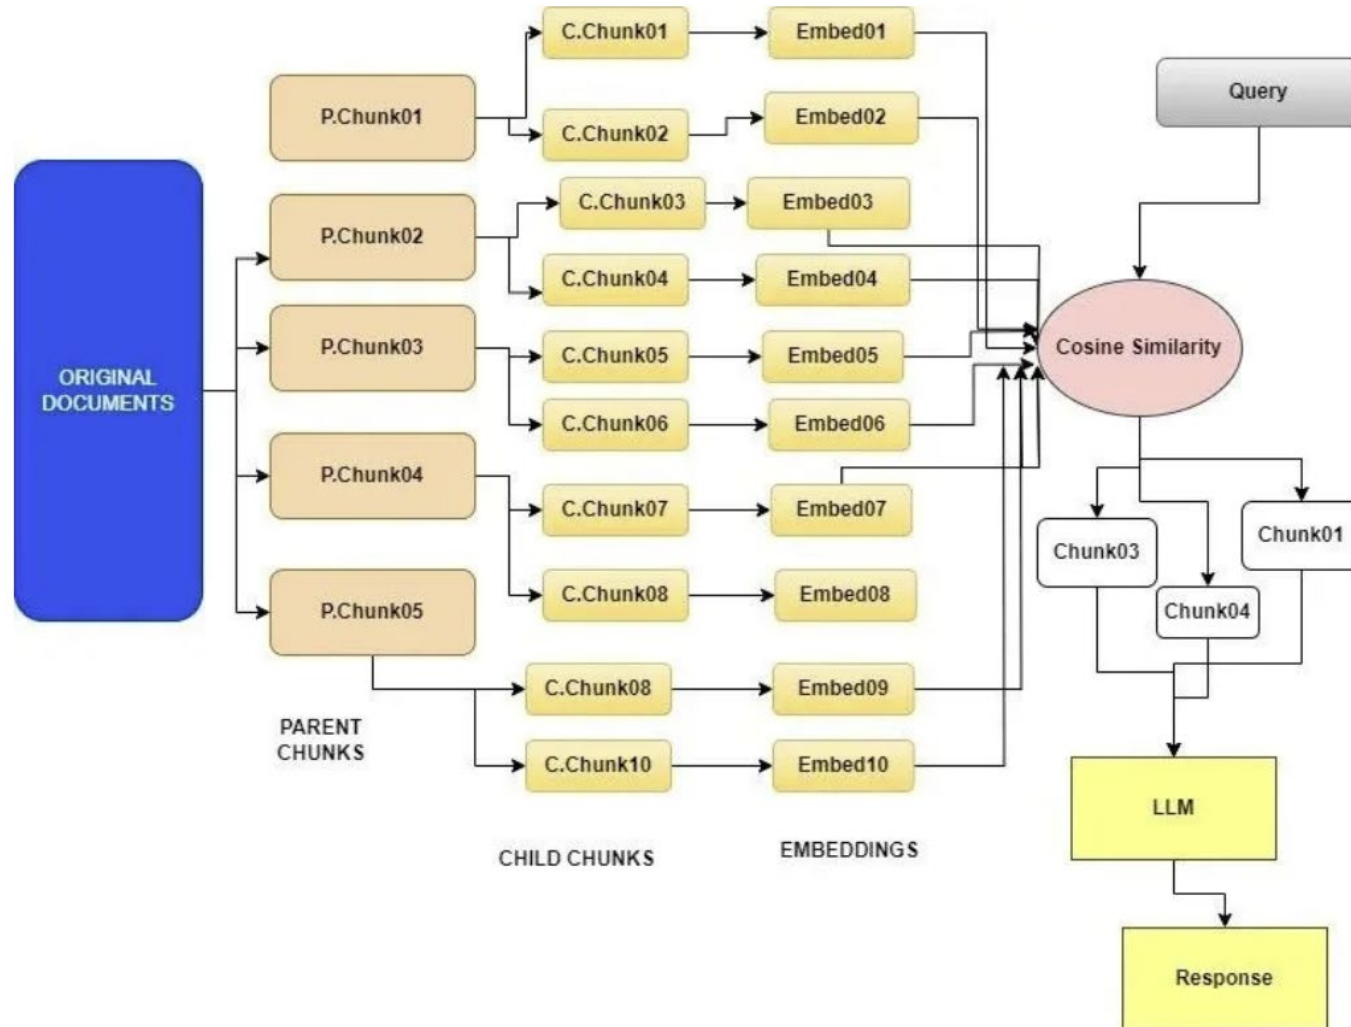 C.Chunk01
Embed01
Query
P.Chunk01
C.Chunk02
Embed02
C.Chunk03
Embed03
P.Chunk02
C.Chunk04
Embed04
P.Chunk03
C.Chunk05
Embed05
Cosine Similarity
ORIGINAL
DOCUMENTS
C.Chunk06
Embed06
P.Chunk04
C.Chunk07
Embed07
Chunk03
Chunk01
P.Chunk05
C.Chunk08
Embed08
Chunk04
C.Chunk08
Embed09
PARENT
CHUNKS
C.Chunk10
Embed10
LLM
CHILD CHUNKS
EMBEDDINGS
Response